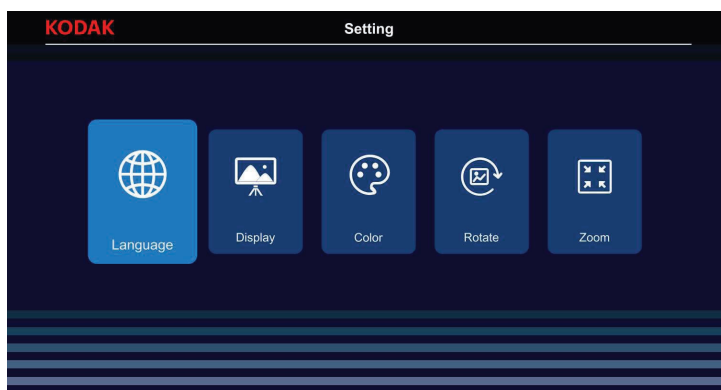 KODAK
Setting
Language
Display
Color
Rotate
Zoom